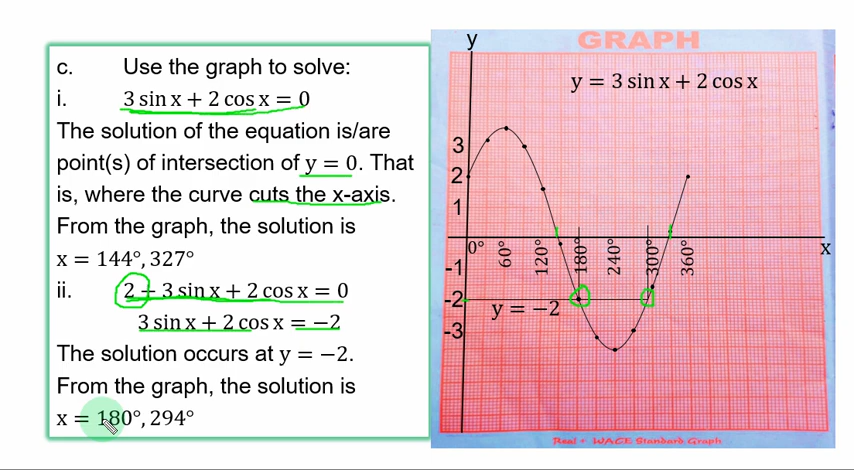 c. Use the graph to solve:
i. 3 sin x + 2 cos x = 0
The solution of the equation is/are
point(s) of intersection of y = 0. That
is, where the curve cuts the x-axis.
From the graph, the solution is
x = 144°, 327°
ii. 2 + 3 sin x + 2 cos x = 0
3 sin x + 2 cos x = −2
The solution occurs at y = −2.
From the graph, the solution is
x = 180°, 294°
GRAPH
y
y = 3 sin x + 2 cos x
3
2
1
0° 60° 120° 180° 240° 300° 360° x
-1
-2 y = −2
-3
Real + WACE Standard Graph